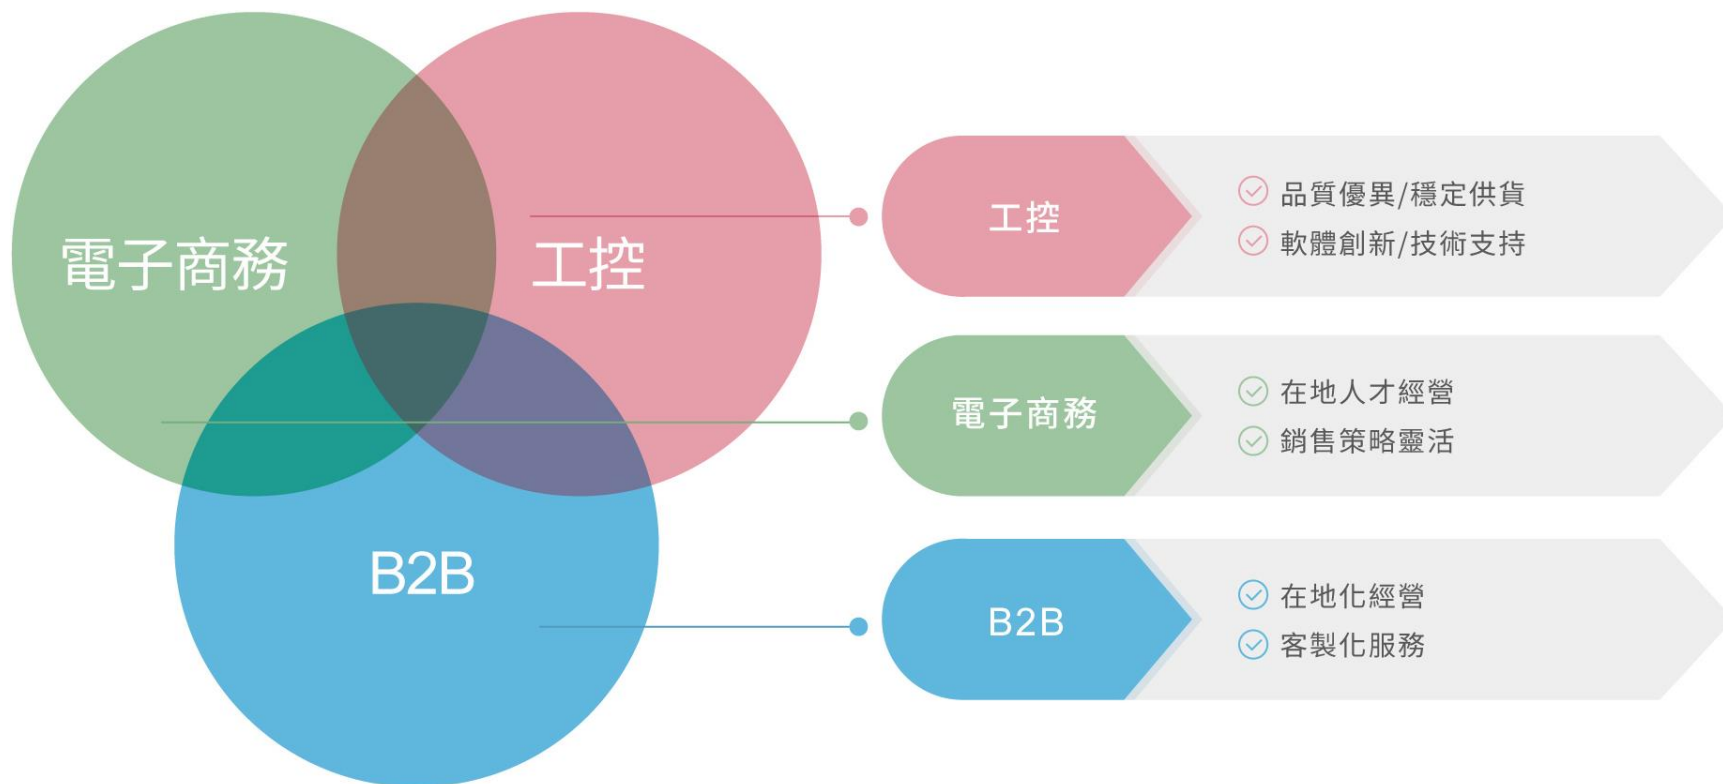 電子商務
工控
B2B
工控
品質優異/穩定供貨
軟體創新/技術支持
電子商務
在地人才經營
銷售策略靈活
B2B
在地化經營
客製化服務